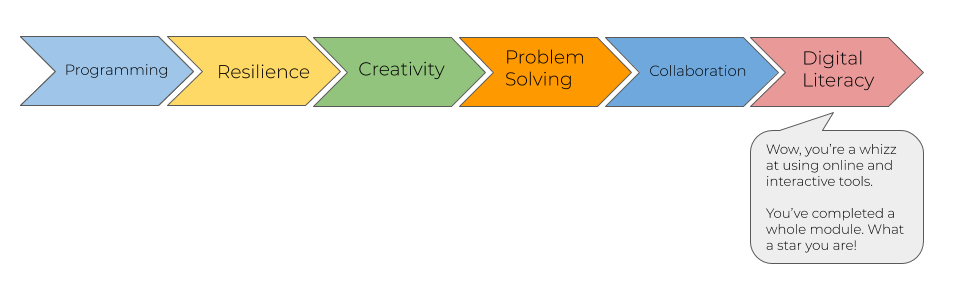 Programming
Resilience
Creativity
Problem
Solving
Collaboration
Digital
Literacy
Wow, you're a whizz
at using online and
interactive tools.
You've completed a
whole module. What
a star you are!